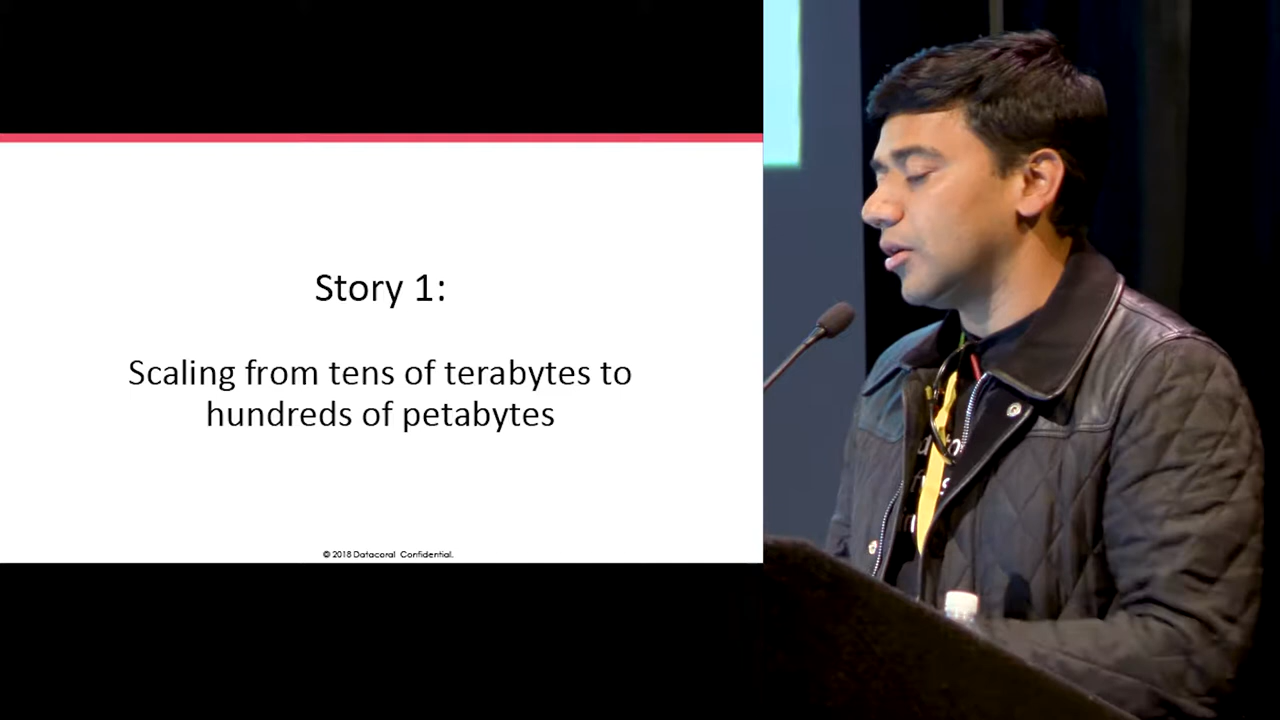 Story 1:
Scaling from tens of terabytes to
hundreds of petabytes
© 2018 Datacoral Confidential.